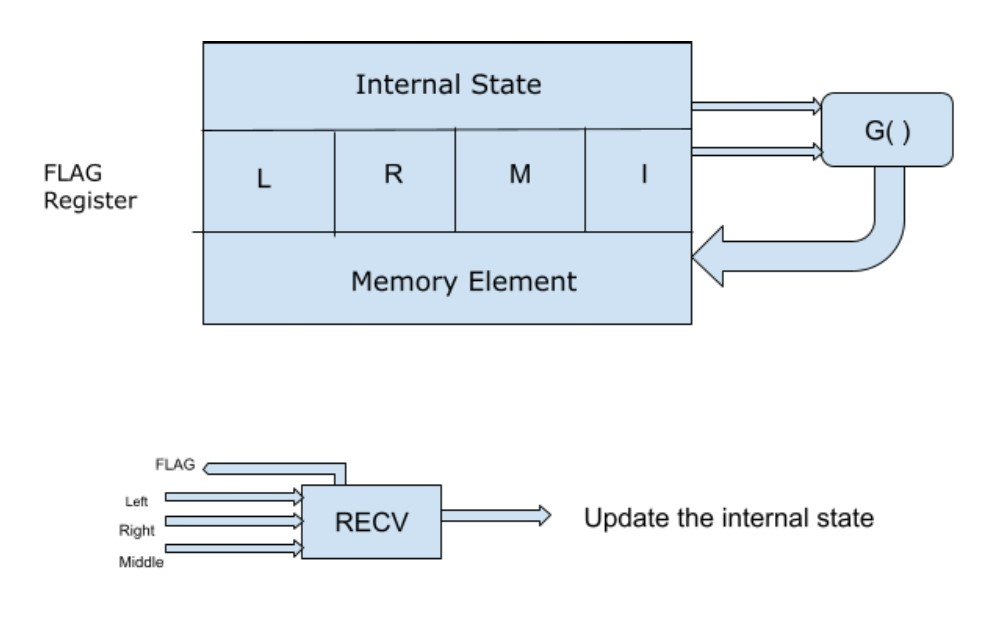 Internal State
FLAG
Register
L
R
M
I
G( )
Memory Element
FLAG
Left
Right
Middle
RECV
Update the internal state